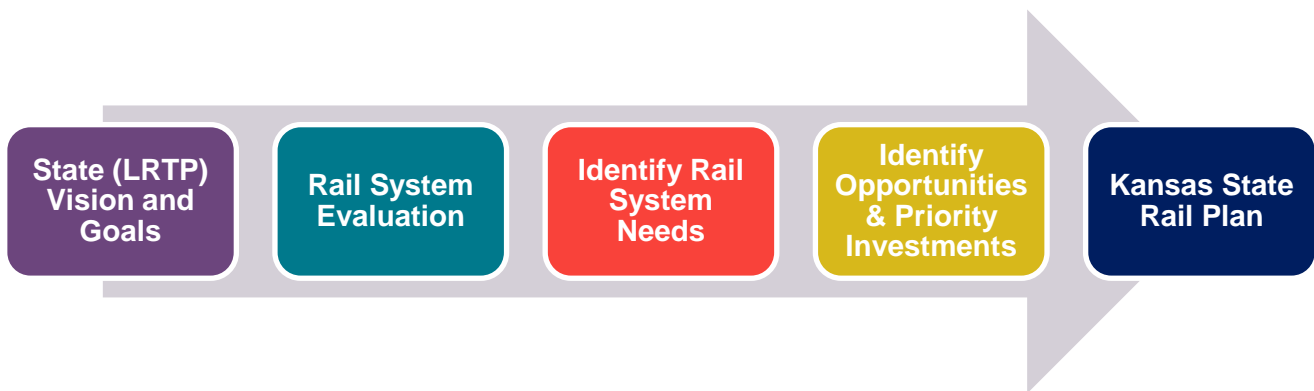 State (LRTP)
Vision and
Goals
Rail System
Evaluation
Identify Rail
System
Needs
Identify
Opportunities
& Priority
Investments
Kansas State
Rail Plan